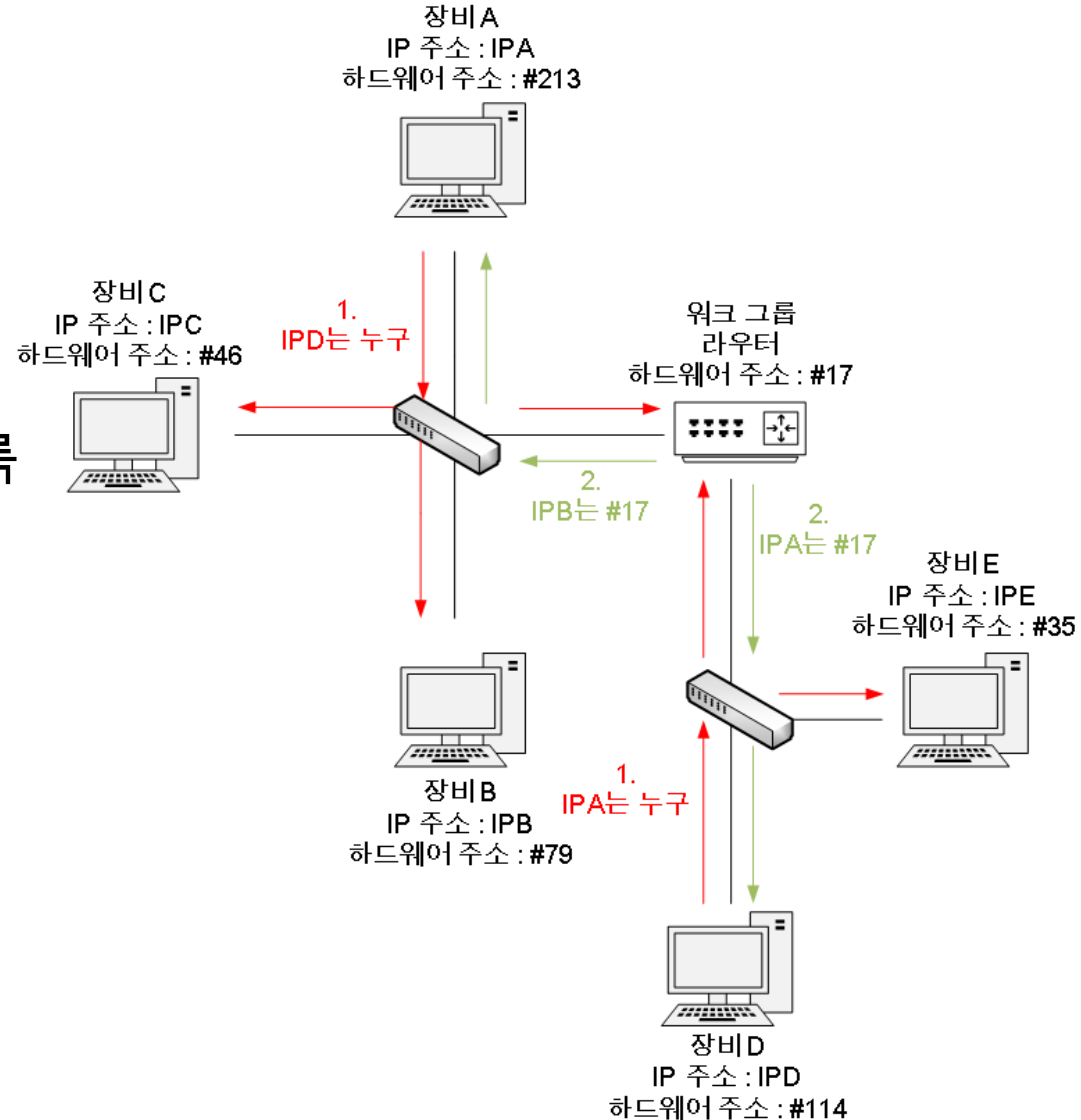 장비 A
IP 주소 : IPA
하드웨어 주소 : #213
장비 C
IP 주소 : IPC
하드웨어 주소 : #46
1.
IPD는 누구
워크 그룹
라우터
하드웨어 주소 : #17
2.
IPB는 #17
2.
IPA는 #17
장비 E
IP 주소 : IPE
하드웨어 주소 : #35
장비 B
IP 주소 : IPB
하드웨어 주소 : #79
1.
IPA는 누구
장비 D
IP 주소 : IPD
하드웨어 주소 : #114